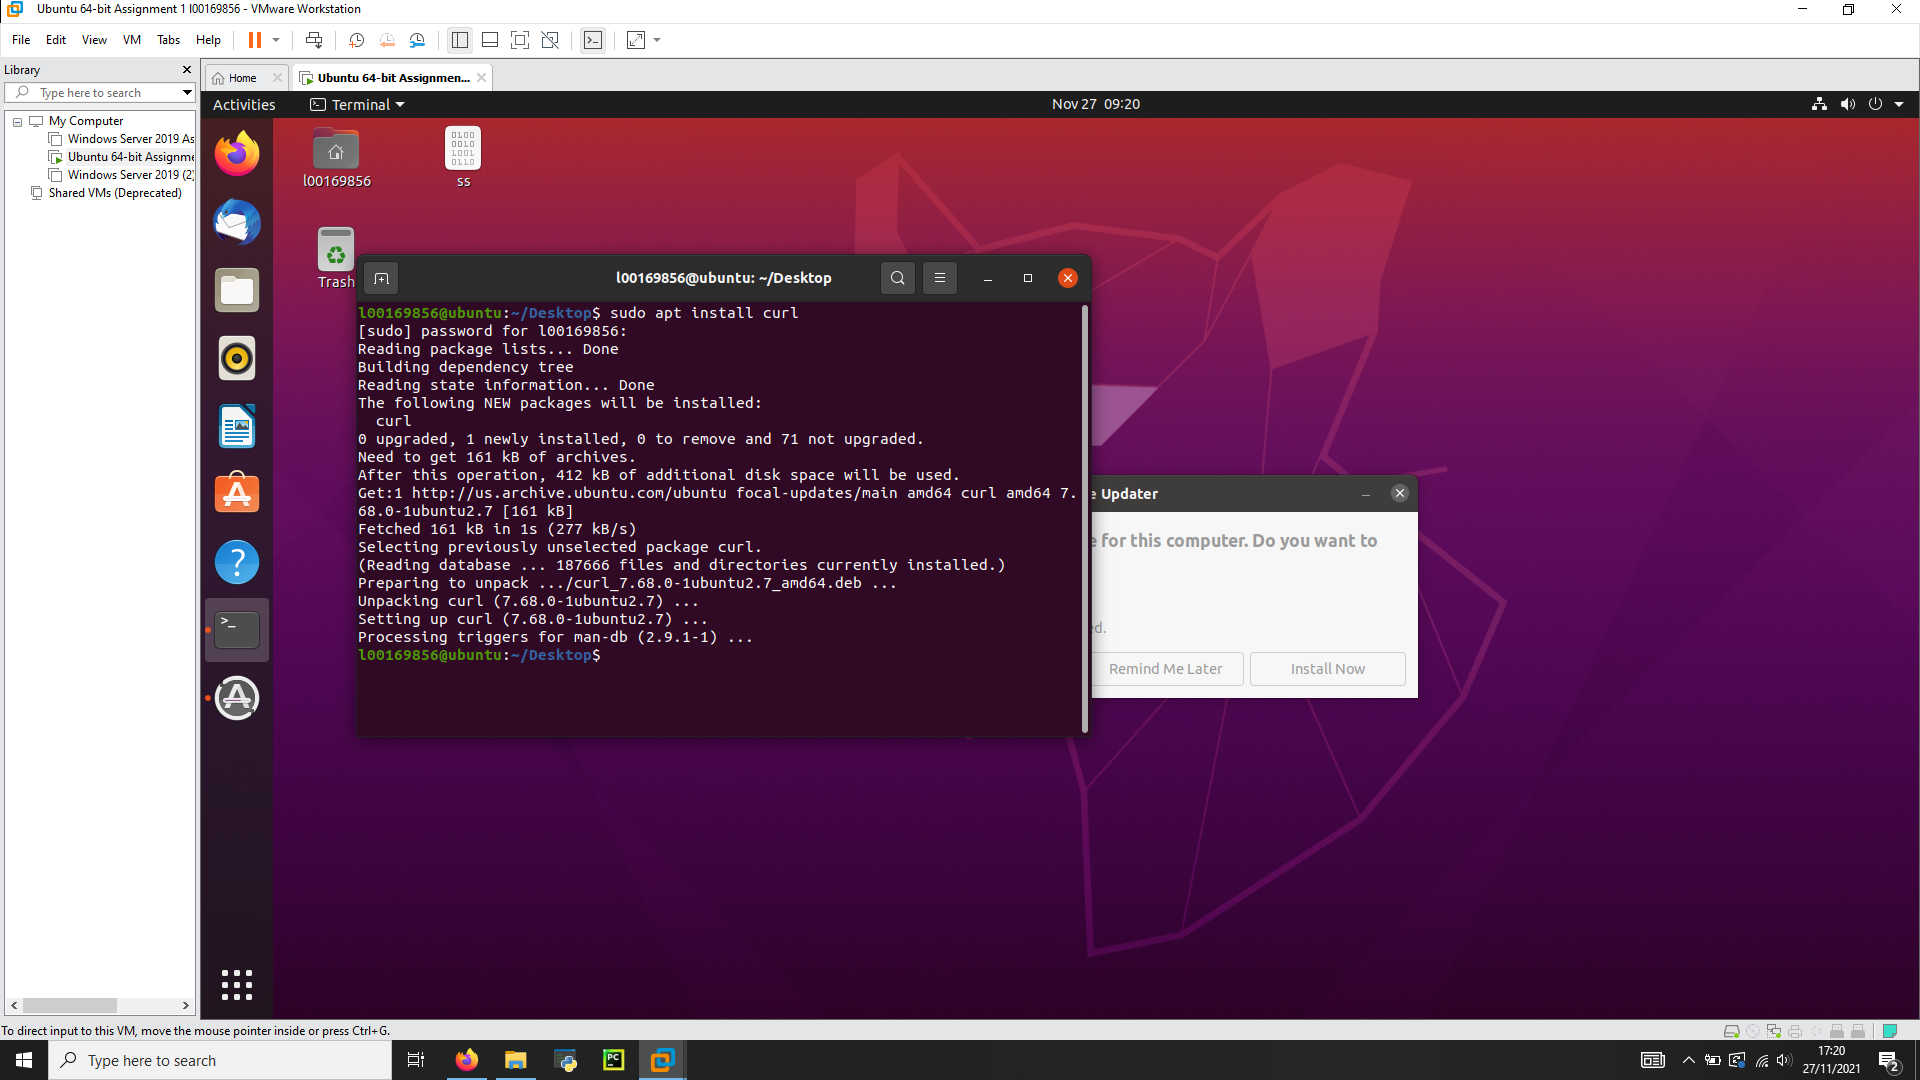 Ubuntu 64-bit Assignment 1 l00169856 - VMware Workstation
File Edit View VM Tabs Help
Library
Type here to search
My Computer
Windows Server 2019 As
Ubuntu 64-bit Assignme
Windows Server 2019 (2)
Shared VMs (Deprecated)
Home
Ubuntu 64-bit Assignmen...
Activities
Terminal
Nov 27 09:20
l00169856
ss
0100
0010
1001
0110
Trash
l00169856@ubuntu: ~/Desktop
l00169856@ubuntu:~/Desktop$ sudo apt install curl
[sudo] password for l00169856:
Reading package lists... Done
Building dependency tree
Reading state information... Done
The following NEW packages will be installed:
curl
0 upgraded, 1 newly installed, 0 to remove and 71 not upgraded.
Need to get 161 kB of archives.
After this operation, 412 kB of additional disk space will be used.
Get:1 http://us.archive.ubuntu.com/ubuntu focal-updates/main amd64 curl amd64 7.
68.0-1ubuntu2.7 [161 kB]
Fetched 161 kB in 1s (277 kB/s)
Selecting previously unselected package curl.
(Reading database ... 187666 files and directories currently installed.)
Preparing to unpack .../curl_7.68.0-1ubuntu2.7_amd64.deb ...
Unpacking curl (7.68.0-1ubuntu2.7) ...
Setting up curl (7.68.0-1ubuntu2.7) ...
Processing triggers for man-db (2.9.1-1) ...
l00169856@ubuntu:~/Desktop$
e Updater
e for this computer. Do you want to
ed.
Remind Me Later
Install Now
To direct input to this VM, move the mouse pointer inside or press Ctrl+G.
Type here to search
PC
17:20
27/11/2021
2